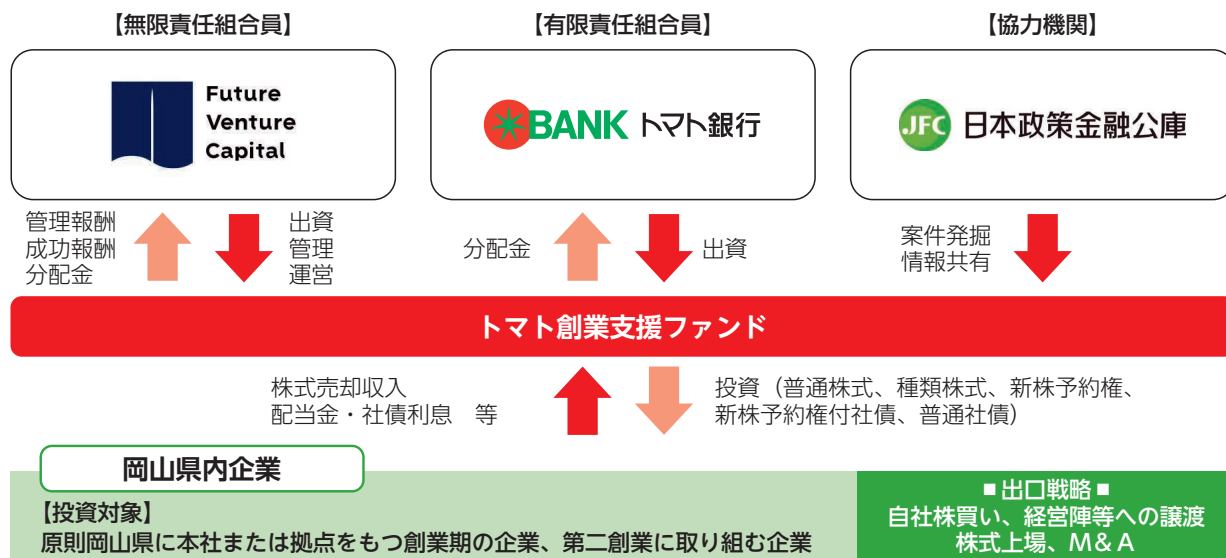 【無限責任組合員】
【有限責任組合員】
【協力機関】
Future
Venture
Capital
BANK トマト銀行
JFC 日本政策金融公庫
管理報酬
成功報酬
分配金
出資
管理
運営
分配金
出資
案件発掘
情報共有
トマト創業支援ファンド
株式売却収入
配当金・社債利息 等
投資（普通株式、種類株式、新株予約権、
新株予約権付社債、普通社債）
岡山県内企業
【投資対象】
原則岡山県に本社または拠点をもつ創業期の企業、第二創業に取り組む企業
■出口戦略■
自社株買い、経営陣等への譲渡
株式上場、M＆A